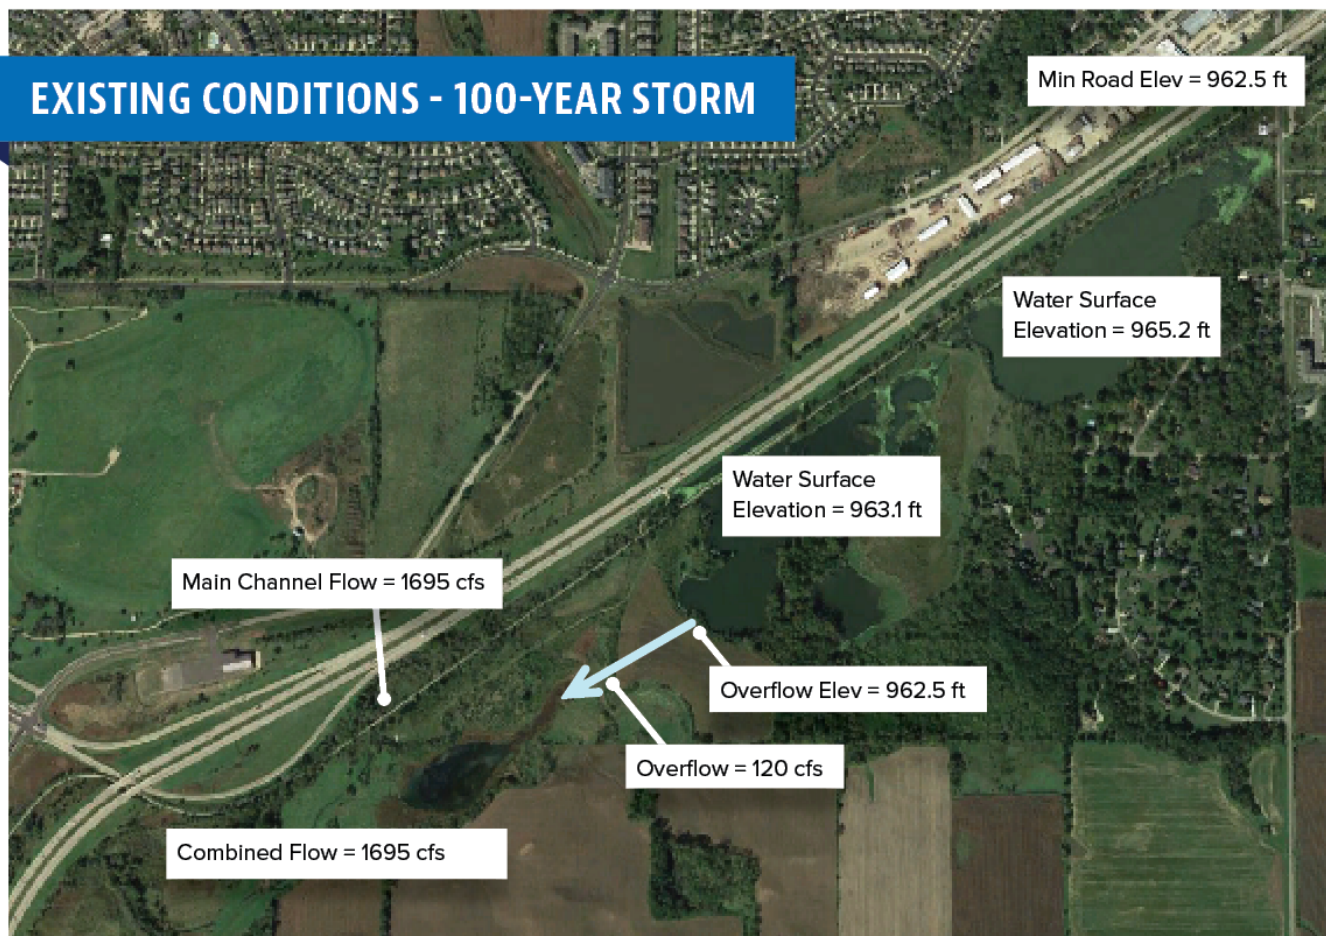 EXISTING CONDITIONS - 100-YEAR STORM
Min Road Elev = 962.5 ft
Water Surface
Elevation = 965.2 ft
Water Surface
Elevation = 963.1 ft
Main Channel Flow = 1695 cfs
Overflow Elev = 962.5 ft
Overflow = 120 cfs
Combined Flow = 1695 cfs